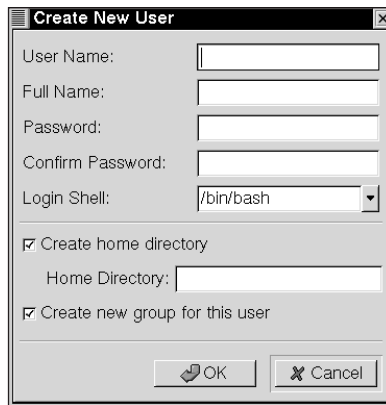 Create New User
User Name:
Full Name:
Password:
Confirm Password:
Login Shell: /bin/bash
Create home directory
Home Directory:
Create new group for this user
OK Cancel